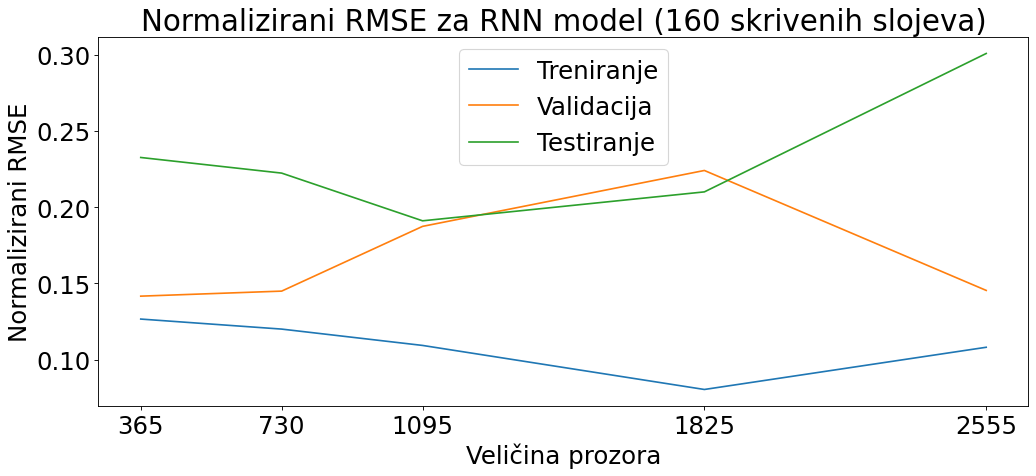 Normalizirani RMSE za RNN model (160 skrivenih slojeva)
Normalizirani RMSE
0.30
0.25
0.20
0.15
0.10
Treniranje
Validacija
Testiranje
365 730 1095 1825 2555
Veličina prozora